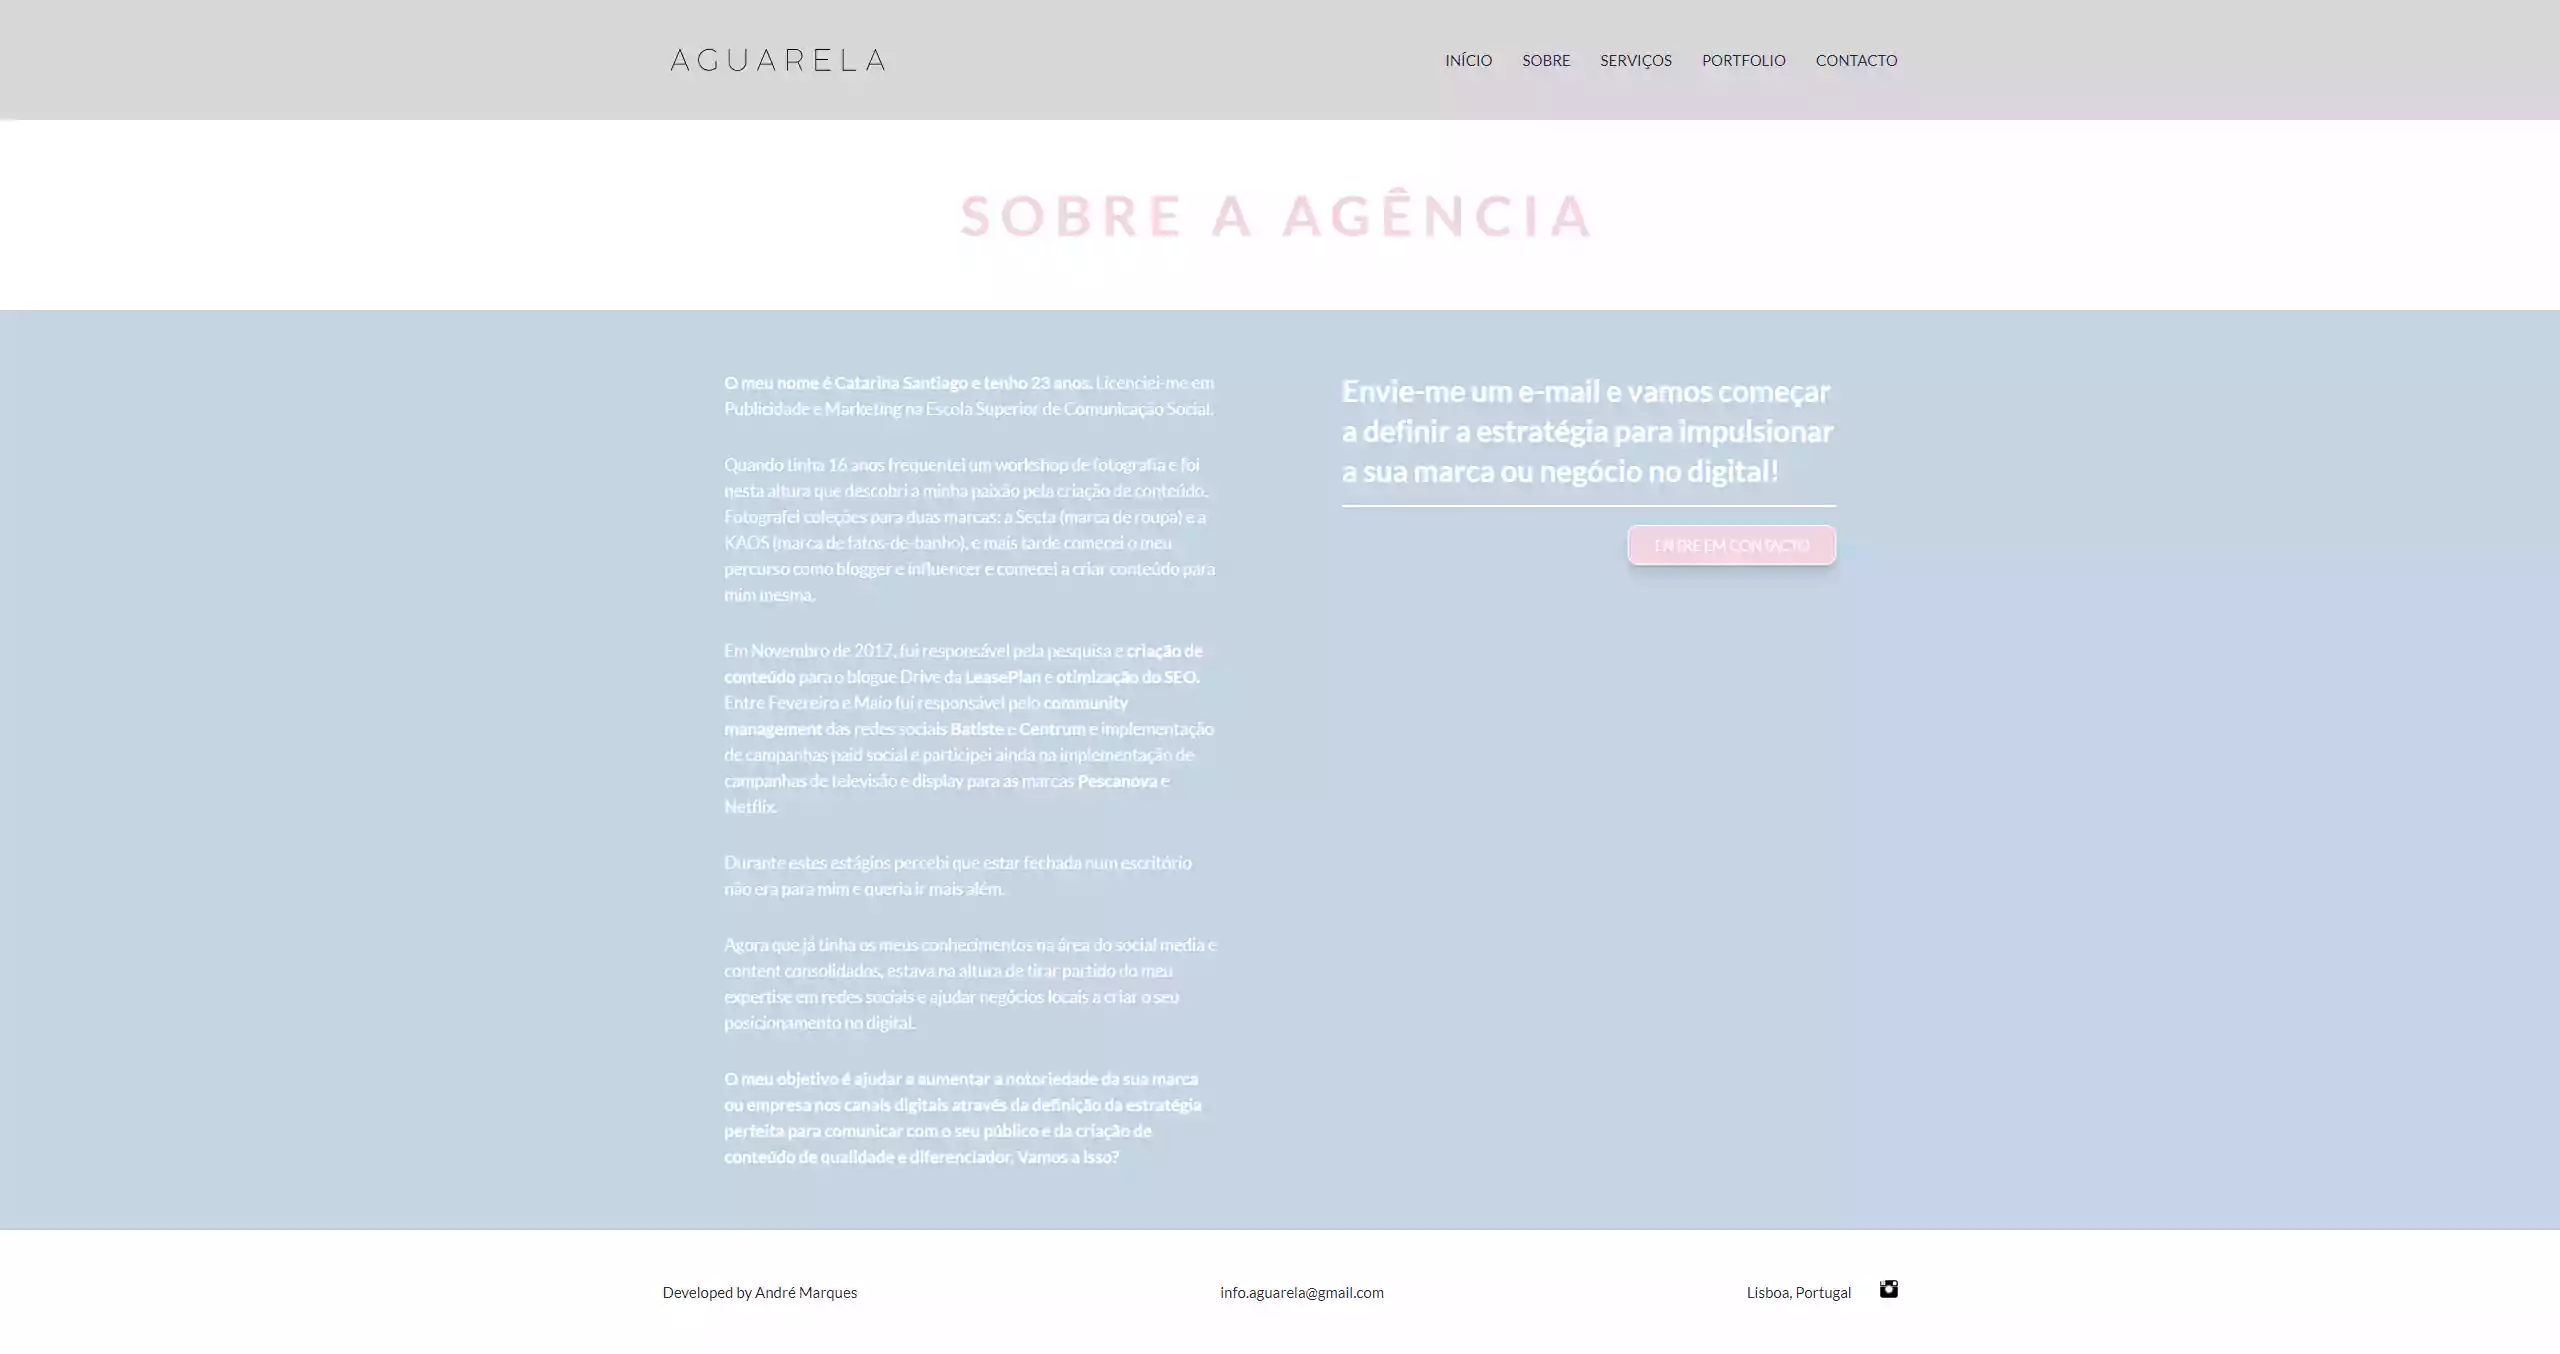 AGUARELA
INÍCIO SOBRE SERVIÇOS PORTFOLIO CONTACTO
SOBRE A AGÊNCIA
O meu nome é Catarina Santiago e tenho 23 anos. Licenciei-me em
Publicidade e Marketing na Escola Superior de Comunicação Social.
Quando tinha 16 anos frequentei um workshop de fotografia e foi
nesta altura que descobri a minha paixão pela criação de conteúdo.
Fotografei coleções para duas marcas: a Secta (marca de roupa) e a
KAOS (marca de fatos-de-banho), e mais tarde comecei o meu
percurso como blogger e influencer e comecei a criar conteúdo para
mim mesma.
Em Novembro de 2017, fui responsável pela pesquisa e criação de
conteúdo para o blogue Drive da LeasePlan e otimização do SEO.
Entre Fevereiro e Maio fui responsável pelo community
management das redes sociais Batiste e Centrum e implementação
de campanhas paid social e participei ainda na implementação de
campanhas de televisão e display para as marcas Pescanova e
Netflix.
Durante estes estágios percebi que estar fechada num escritório
não era para mim e queria ir mais além.
Agora que já tinha os meus conhecimentos na área do social media e
content consolidados, estava na altura de tirar partido do meu
expertise em redes sociais e ajudar negócios locais a criar o seu
posicionamento no digital.
O meu objetivo é ajudar a aumentar a notoriedade da sua marca
ou empresa nos canais digitais através da definição da estratégia
perfeita para comunicar com o seu público e da criação de
conteúdo de qualidade e diferenciador. Vamos a isso?
Envie-me um e-mail e vamos começar
a definir a estratégia para impulsionar
a sua marca ou negócio no digital!
ENTRE EM CONTACTO
Developed by André Marques
info.aguarela@gmail.com
Lisboa, Portugal